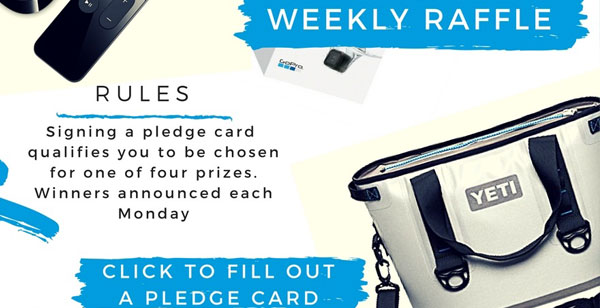 WEEKLY RAFFLE
GoPro
RULES
Signing a pledge card
qualifies you to be chosen
for one of four prizes.
Winners announced each
Monday
YETI
CLICK TO FILL OUT
A PLEDGE CARD